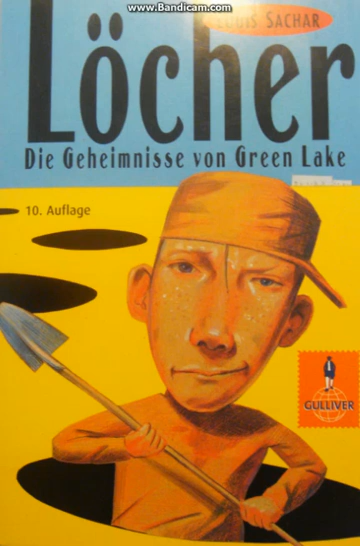 www.Bandicam.com
LOUIS SACHAR
Löcher
Die Geheimnisse von Green Lake
10. Auflage
GULLIVER